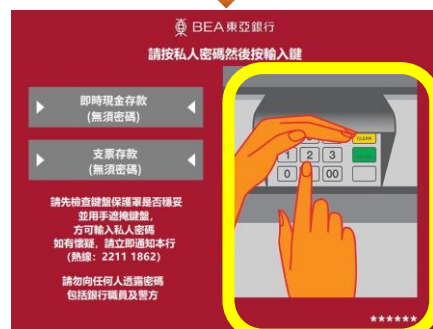 BEA東亞銀行
請按私人密碼然後按輸入鍵
即時現金存款
(無須密碼)
支票存款
(無須密碼)
請先檢查鍵盤保護罩是否穩妥
並用手遮掩鍵盤,
方可輸入私人密碼
如有懷疑,請立即通知本行
(熱線:2211 1862)
請勿向任何人透露密碼
包括銀行職員及警方
CLEAR
1 2 3
0 00
******